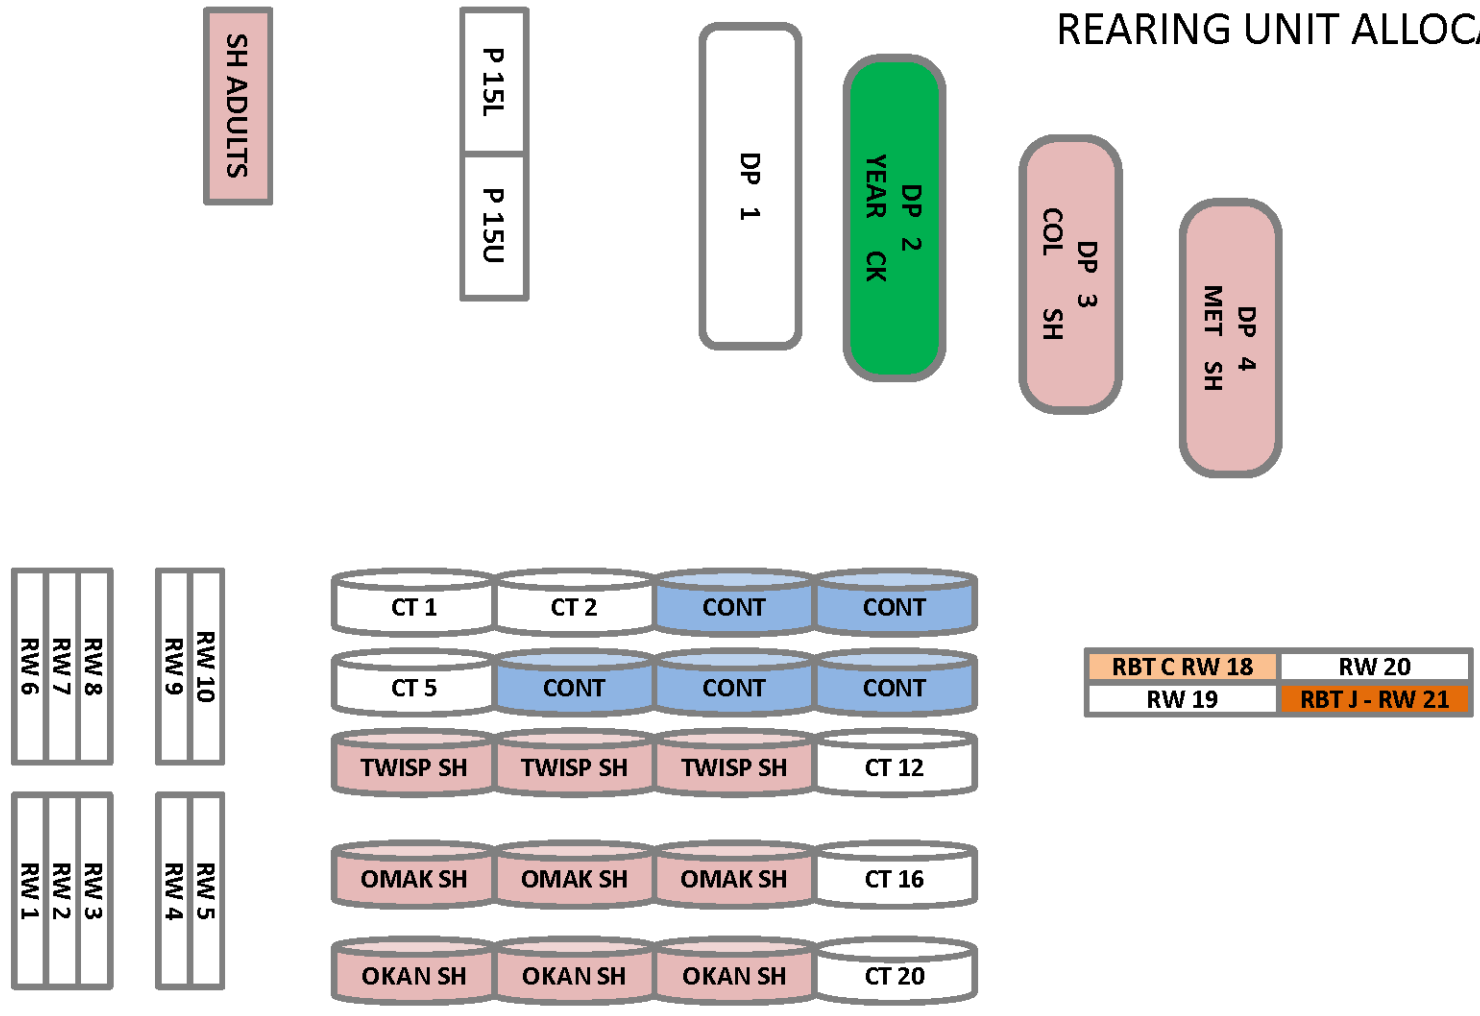 REARING UNIT ALLOCA
SH ADULTS
P 15L
P 15U
DP 1
DP 2
YEAR CK
DP 3
COL SH
DP 4
MET SH
RW 6
RW 7
RW 8
RW 9
RW 10
CT 1
CT 2
CONT
CONT
CT 5
CONT
CONT
CONT
TWISP SH
TWISP SH
TWISP SH
CT 12
RBT C RW 18
RW 20
RW 19
RBT J - RW 21
RW 1
RW 2
RW 3
RW 4
RW 5
OMAK SH
OMAK SH
OMAK SH
CT 16
OKAN SH
OKAN SH
OKAN SH
CT 20